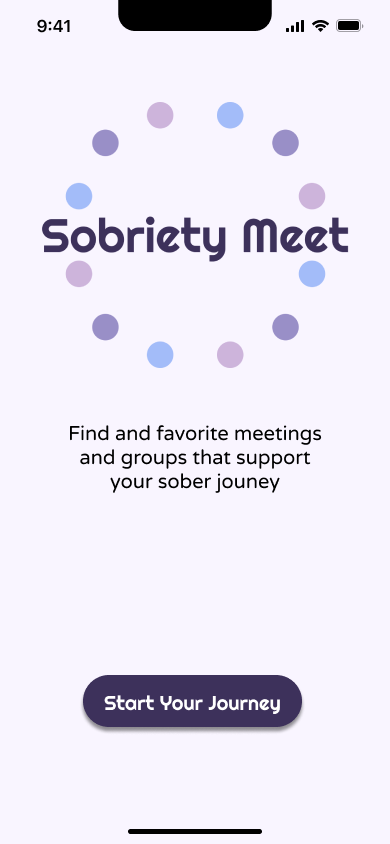 9:41
Sobriety Meet
Find and favorite meetings
and groups that support
your sober jouney
Start Your Journey